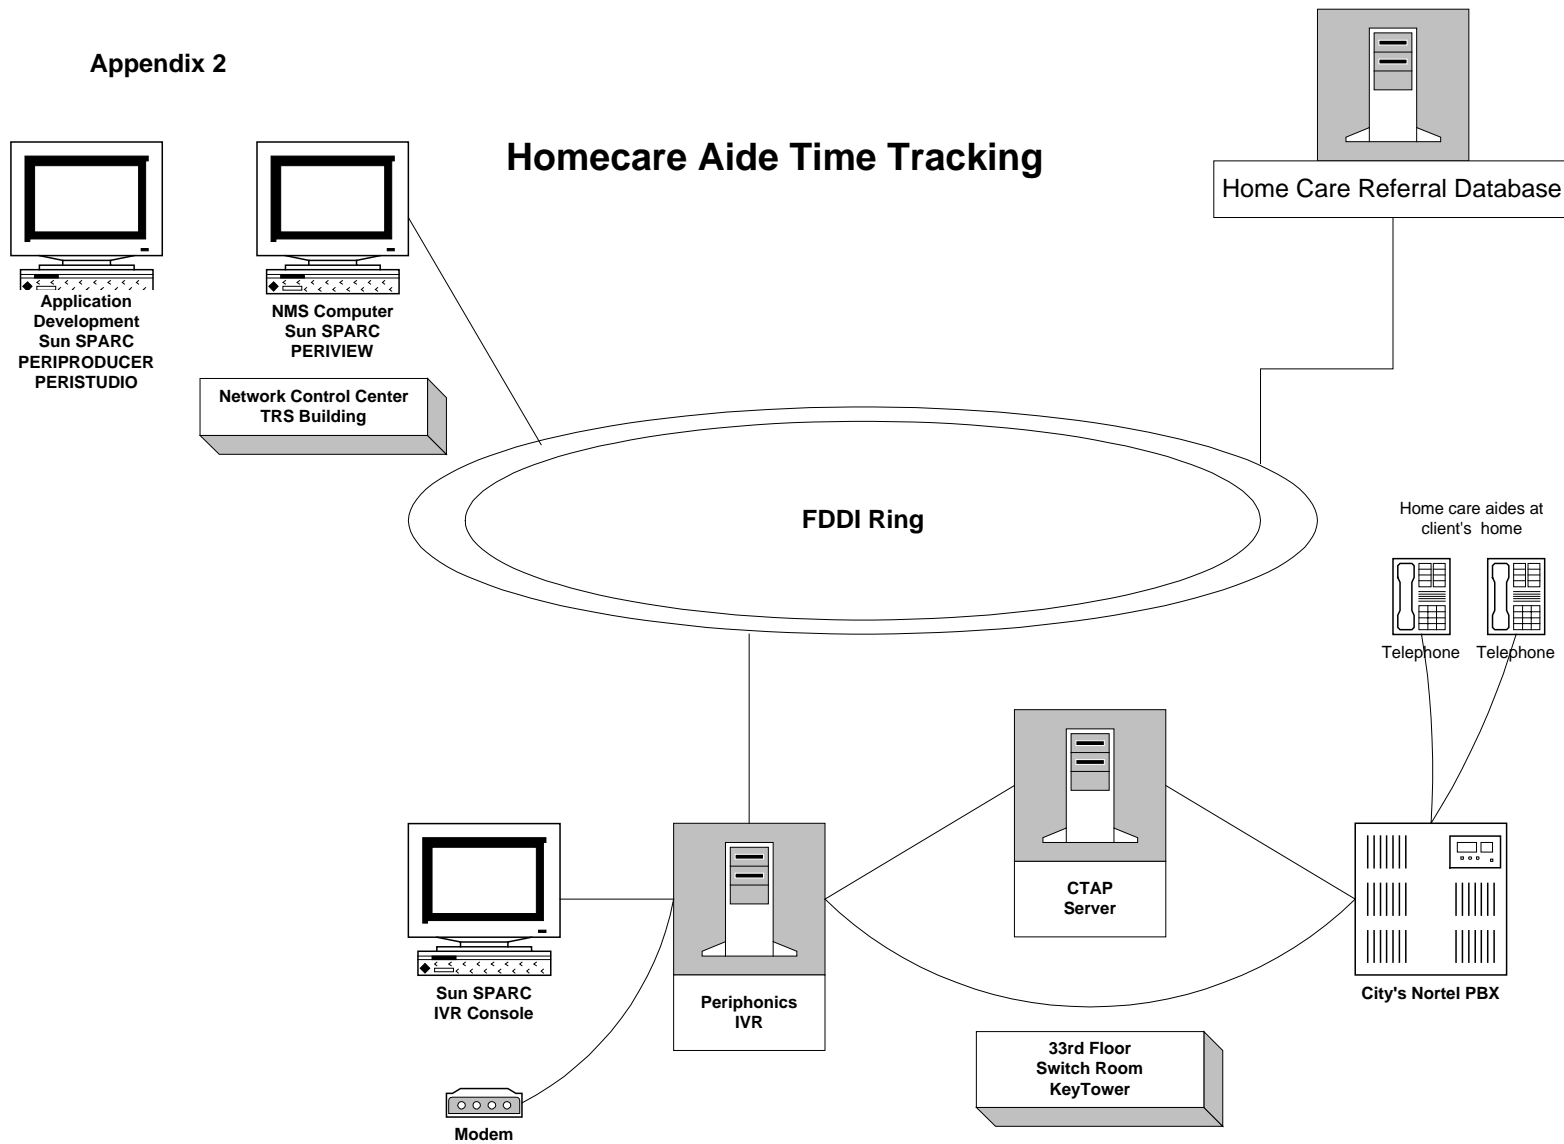 Appendix 2
Homecare Aide Time Tracking
Home Care Referral Database
Application
Development
Sun SPARC
PERIPRODUCER
PERISTUDIO
NMS Computer
Sun SPARC
PERIVIEW
Network Control Center
TRS Building
FDDI Ring
Home care aides at
client's home
Telephone
Telephone
CTAP
Server
Sun SPARC
IVR Console
Periphonics
IVR
City's Nortel PBX
33rd Floor
Switch Room
KeyTower
Modem